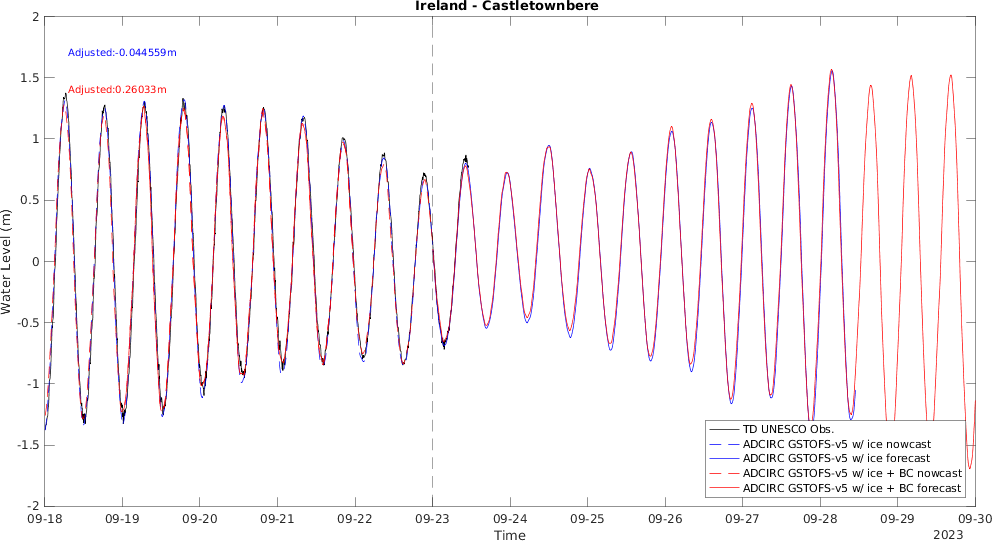 Ireland - Castletownbere
Adjusted:-0.044559m
Adjusted:0.26033m
Water Level (m)
2
1.5
1
0.5
0
-0.5
-1
-1.5
-2
TD UNESCO Obs.
ADCIRC GSTOFS-v5 w/ ice nowcast
ADCIRC GSTOFS-v5 w/ ice forecast
ADCIRC GSTOFS-v5 w/ ice + BC nowcast
ADCIRC GSTOFS-v5 w/ ice + BC forecast
09-18 09-19 09-20 09-21 09-22 09-23 09-24 09-25 09-26 09-27 09-28 09-29 09-30
Time
2023